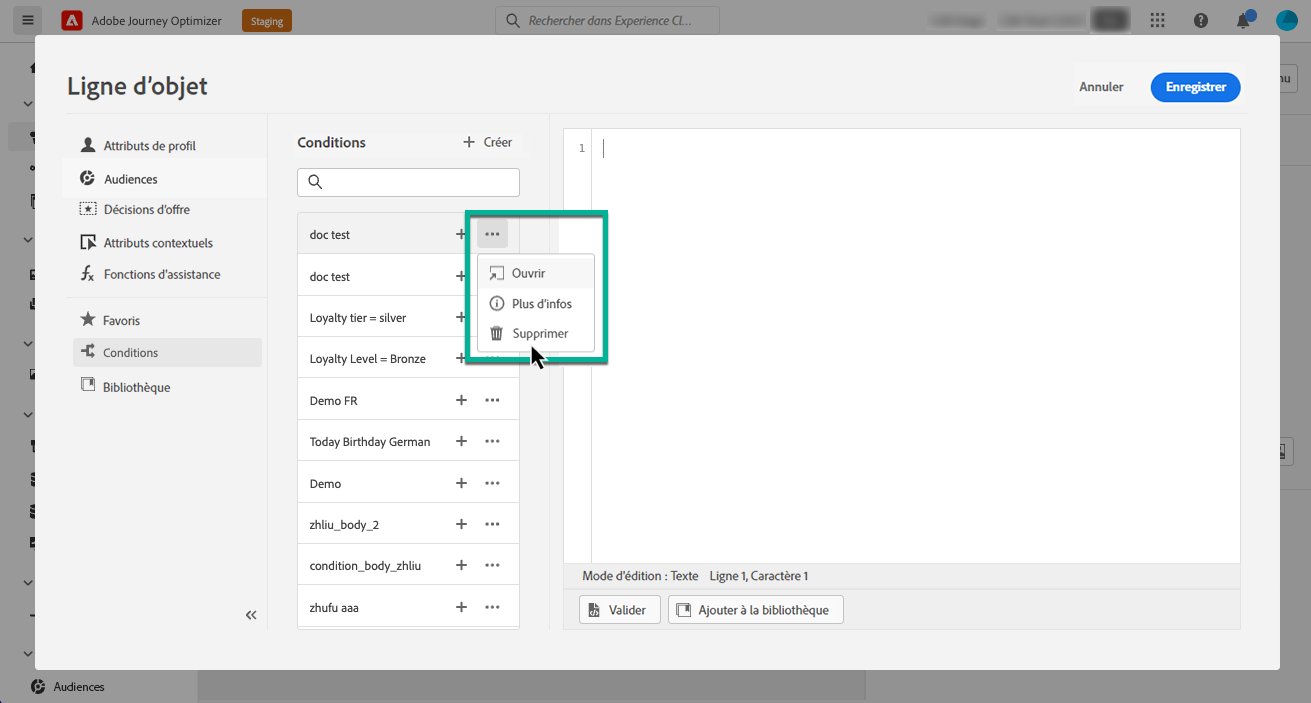 Adobe Journey Optimizer
Staging
Rechercher dans Experience Cl...
Ligne d'objet
Annuler
Enregistrer
nu
Attributs de profil
Audiences
Décisions d'offre
Attributs contextuels
Fonctions d'assistance
Favoris
Conditions
Bibliothèque
Conditions
Créer
doc test
doc test
Loyalty tier = silver
Loyalty Level = Bronze
Demo FR
Today Birthday German
Demo
zhliu_body_2
condition_body_zhliu
zhufu aaa
Ouvrir
Plus d'infos
Supprimer
1
Mode d'édition : Texte Ligne 1, Caractère 1
Valider
Ajouter à la bibliothèque
Audiences